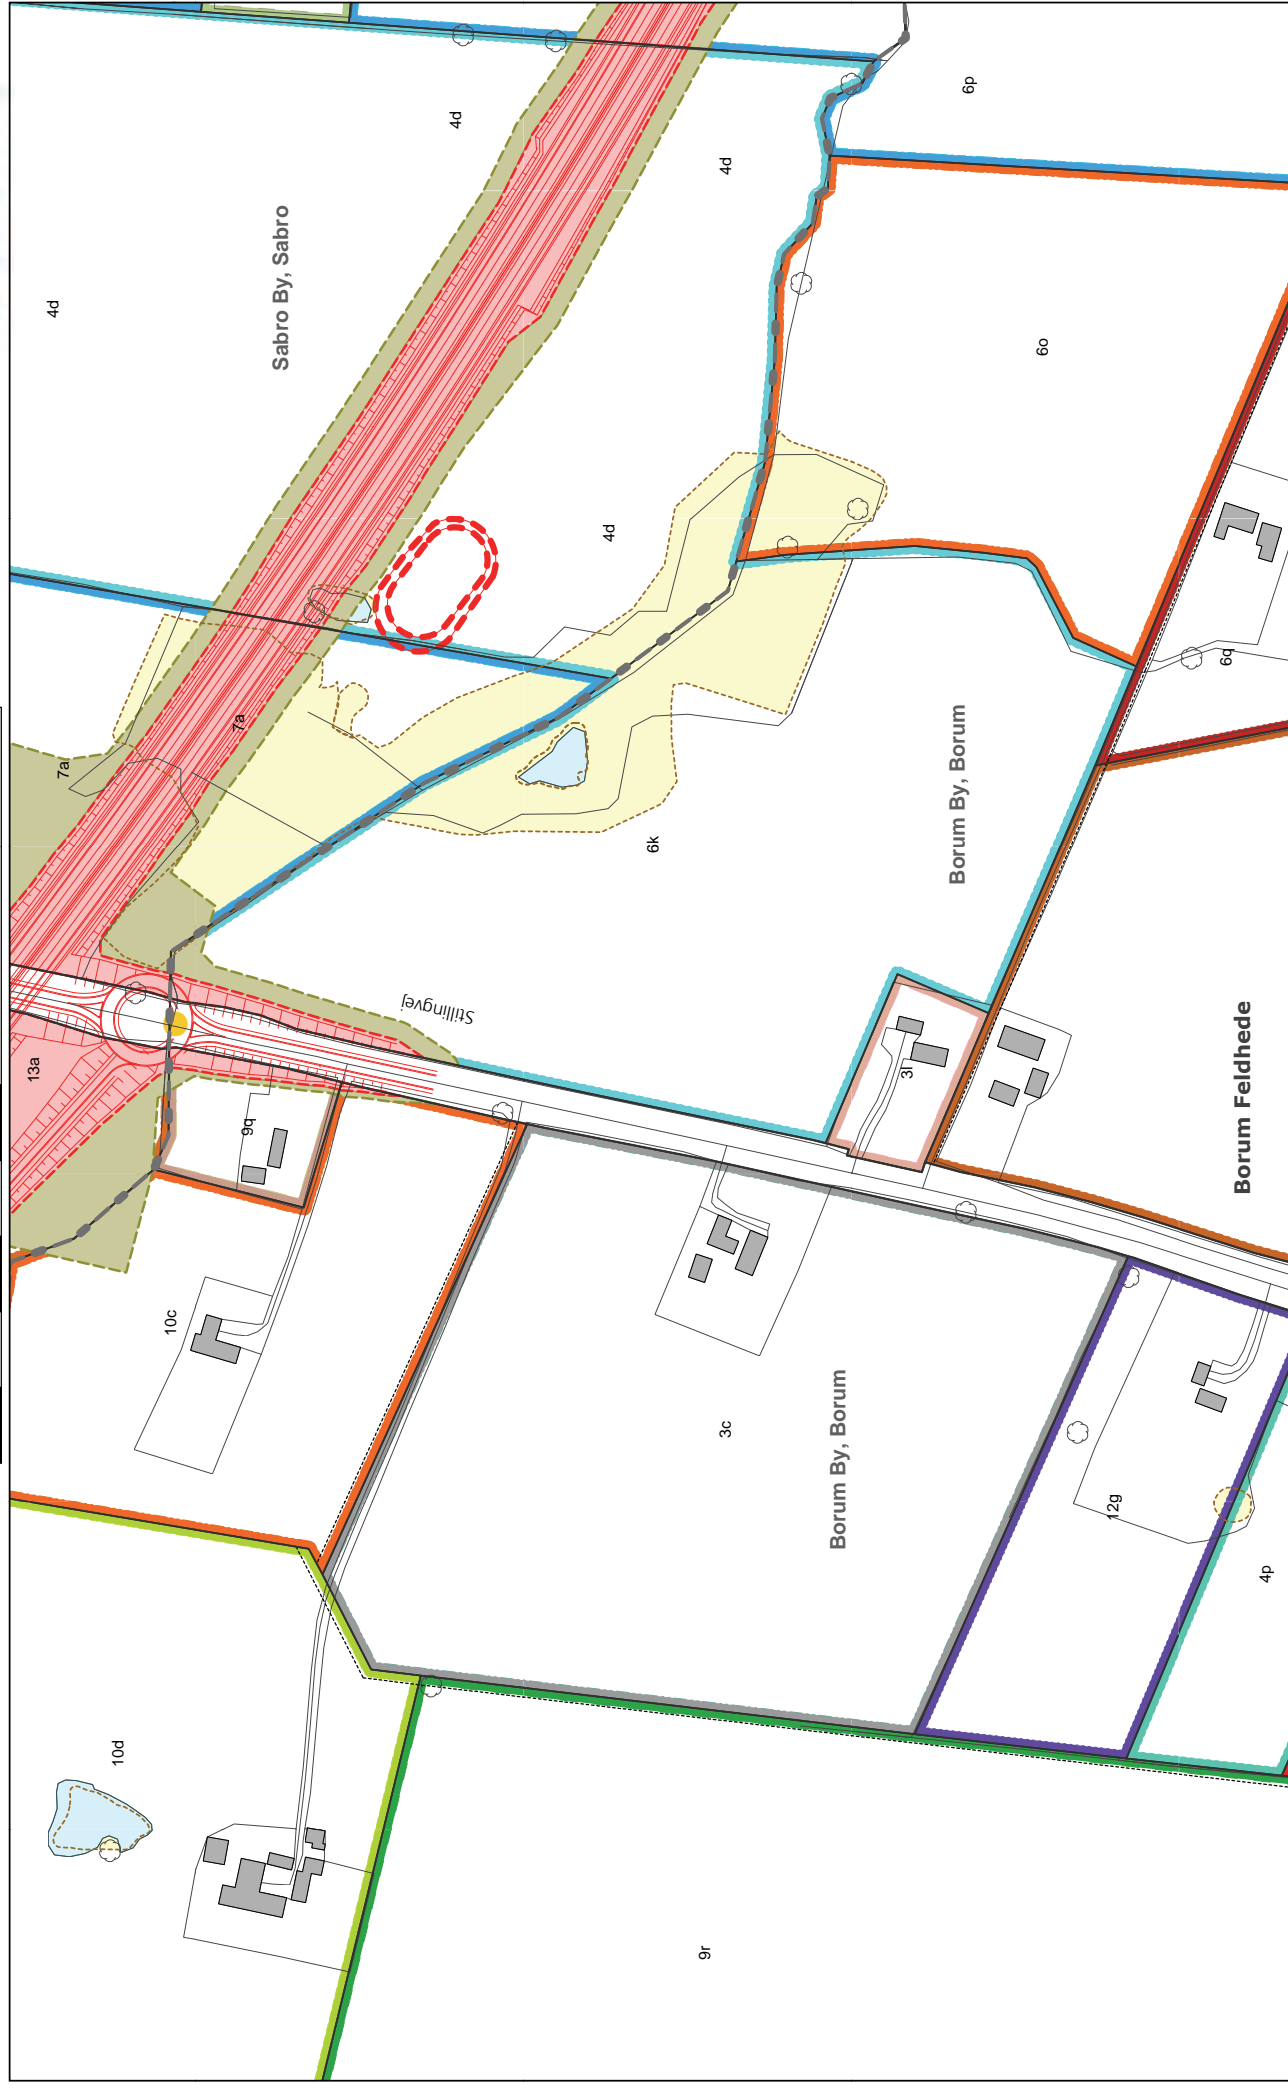 4d
Sabro By, Sabro
4d
4d
6p
6o
4d
7a
7a
6q
6k
Borum By, Borum
Stillingvej
13a
9q
3l
Borum Feldhede
10c
3c
Borum By, Borum
12g
4p
10d
9r